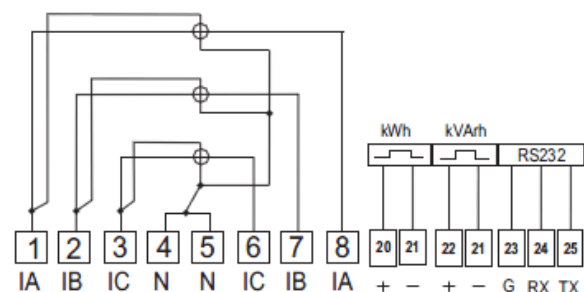 kWh kVArh
RS232
1 2 3 4 5 6 7 8 20 21 22 21 23 24 25
IA IB IC N N IC IB IA + − + − G RX TX